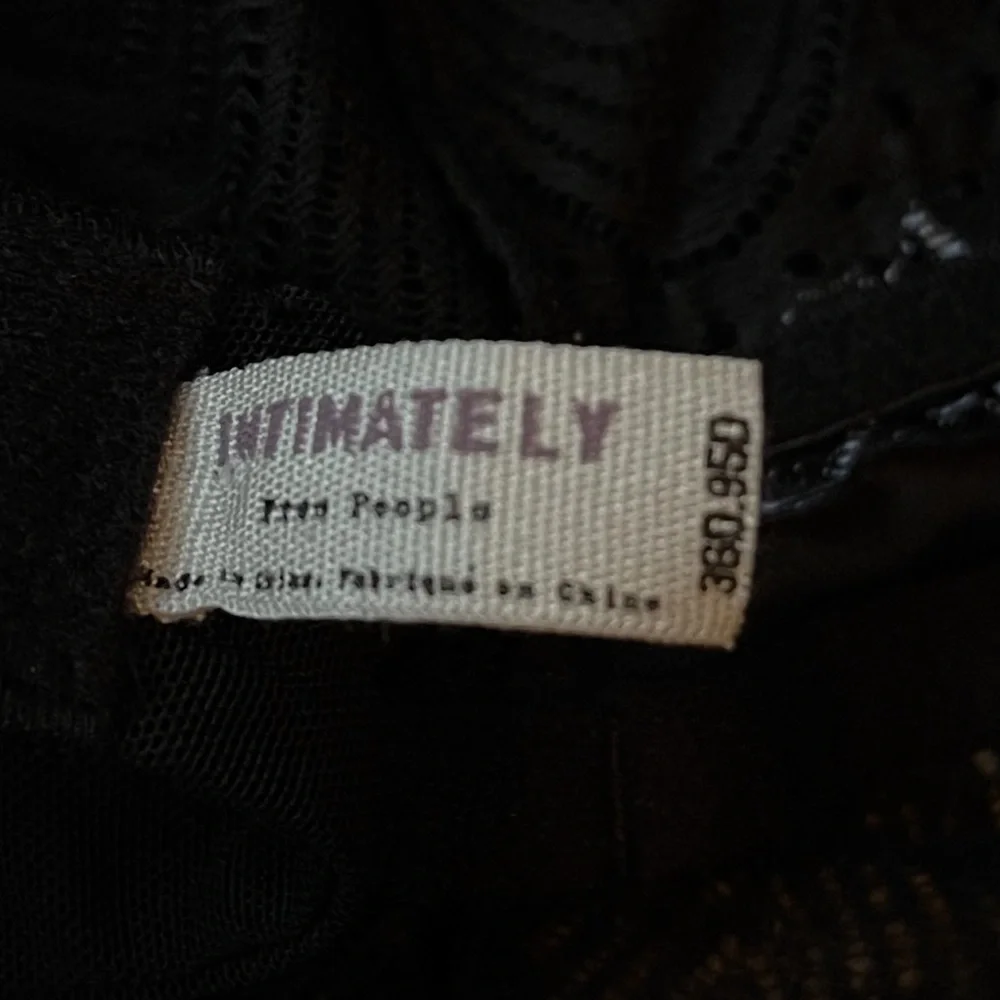 INTIMATELY
Free People
Made in China. Fabriqué en Chine
36D.95D